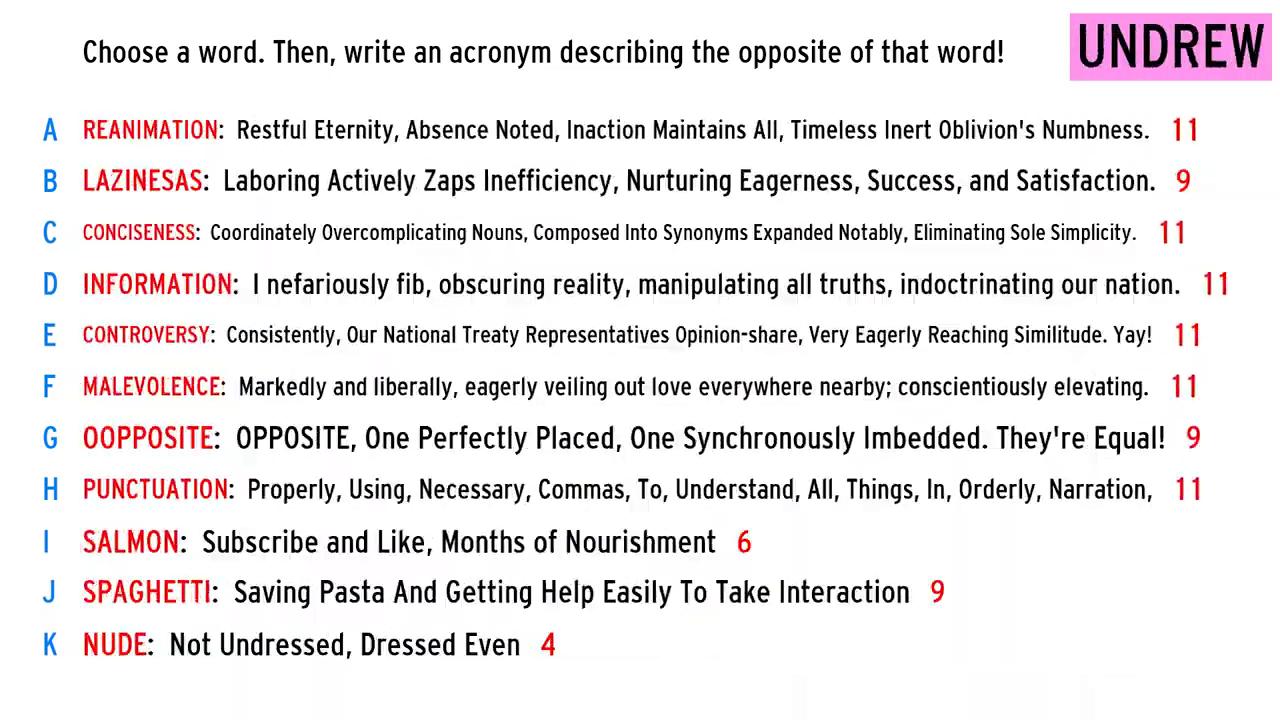 Choose a word. Then, write an acronym describing the opposite of that word!
UNDREW
A REANIMATION: Restful Eternity, Absence Noted, Inaction Maintains All, Timeless Inert Oblivion's Numbness. 11
B LAZINESAS: Laboring Actively Zaps Inefficiency, Nurturing Eagerness, Success, and Satisfaction. 9
C CONCISENESS: Coordinately Overcomplicating Nouns, Composed Into Synonyms Expanded Notably, Eliminating Sole Simplicity. 11
D INFORMATION: I nefariously fib, obscuring reality, manipulating all truths, indoctrinating our nation. 11
E CONTROVERSY: Consistently, Our National Treaty Representatives Opinion-share, Very Eagerly Reaching Similitude. Yay! 11
F MALEVOLENCE: Markedly and liberally, eagerly veiling out love everywhere nearby; conscientiously elevating. 11
G OOPPOSITE: OPPOSITE, One Perfectly Placed, One Synchronously Imbedded. They're Equal! 9
H PUNCTUATION: Properly, Using, Necessary, Commas, To, Understand, All, Things, In, Orderly, Narration, 11
I SALMON: Subscribe and Like, Months of Nourishment 6
J SPAGHETTI: Saving Pasta And Getting Help Easily To Take Interaction 9
K NUDE: Not Undressed, Dressed Even 4